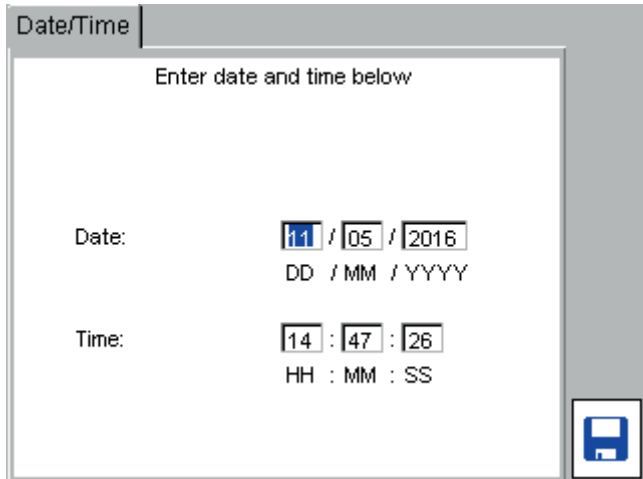 Date/Time
Enter date and time below
Date: 11 / 05 / 2016
DD / MM / YYYY
Time: 14 : 47 : 26
HH : MM : SS